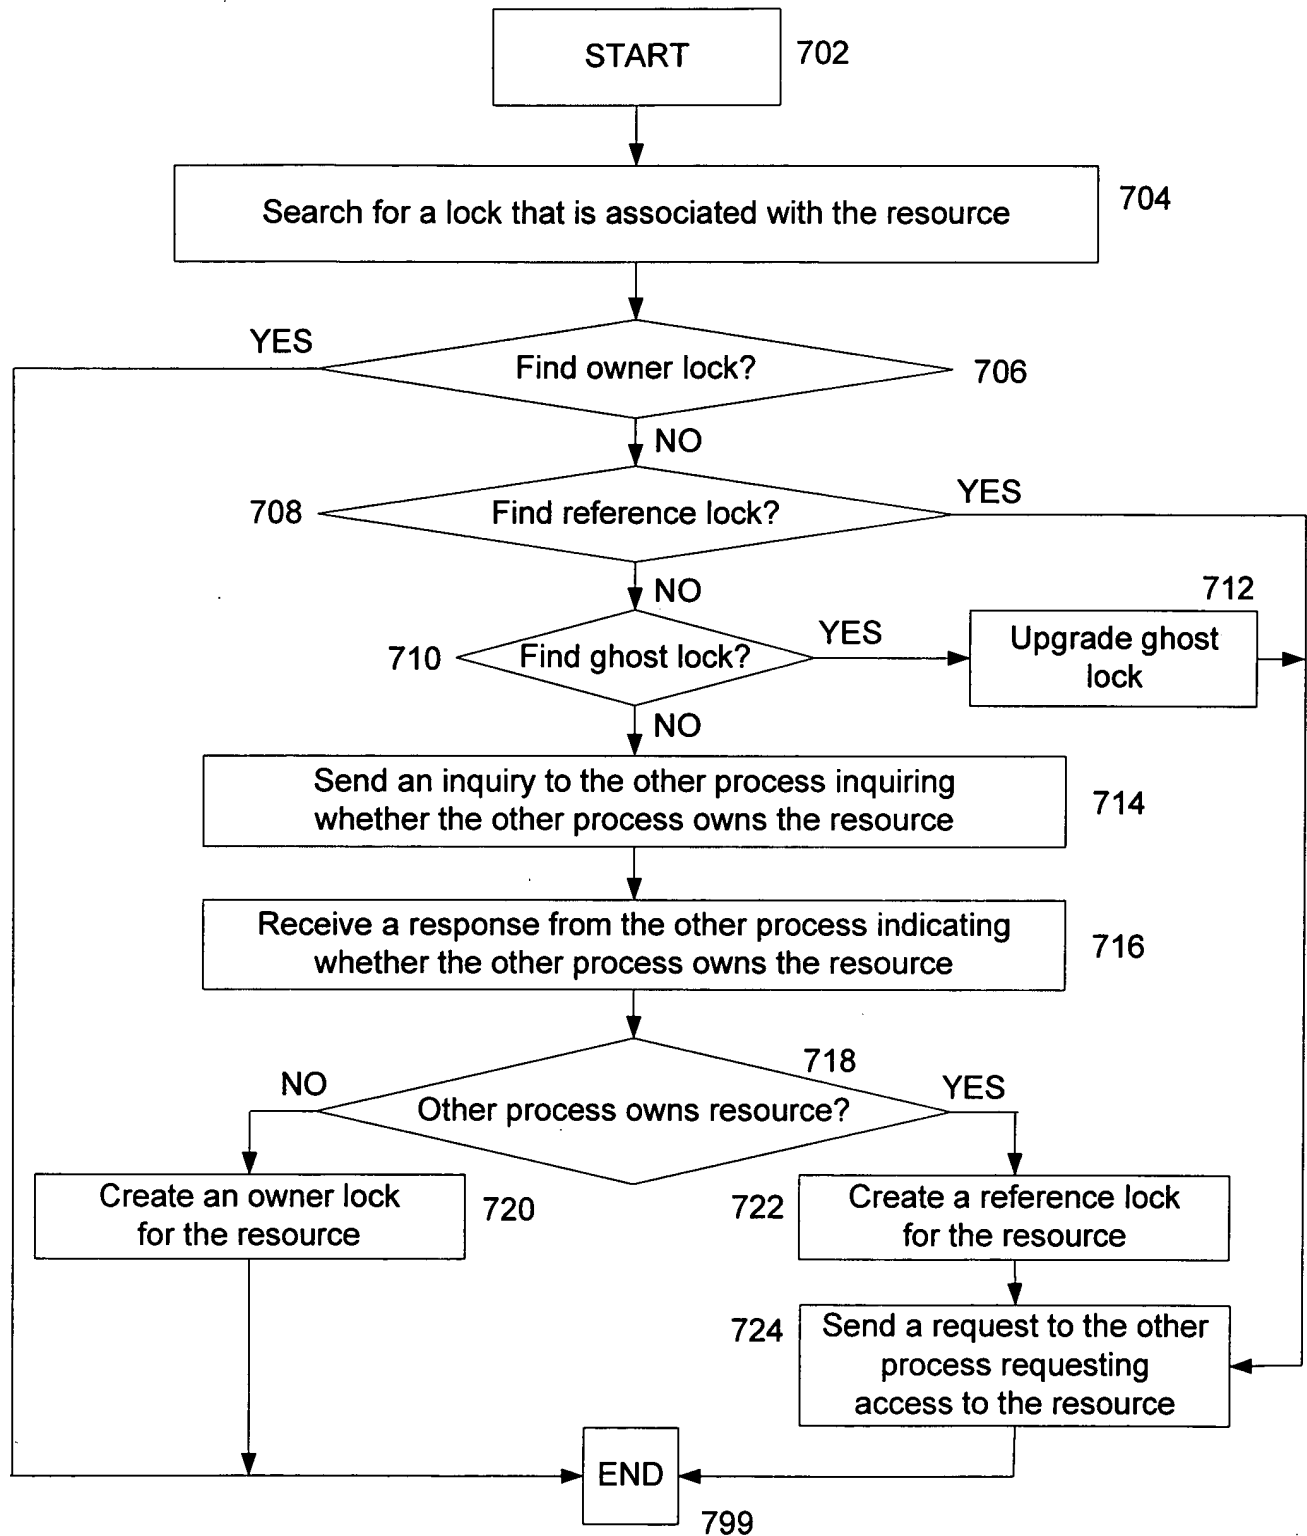 START
702
Search for a lock that is associated with the resource
704
YES
Find owner lock?
706
NO
708
Find reference lock?
YES
NO
712
710
Find ghost lock?
YES
Upgrade ghost
lock
NO
Send an inquiry to the other process inquiring
whether the other process owns the resource
714
Receive a response from the other process indicating
whether the other process owns the resource
716
718
NO
YES
Other process owns resource?
Create an owner lock
for the resource
720
722
Create a reference lock
for the resource
724
Send a request to the other
process requesting
access to the resource
END
799